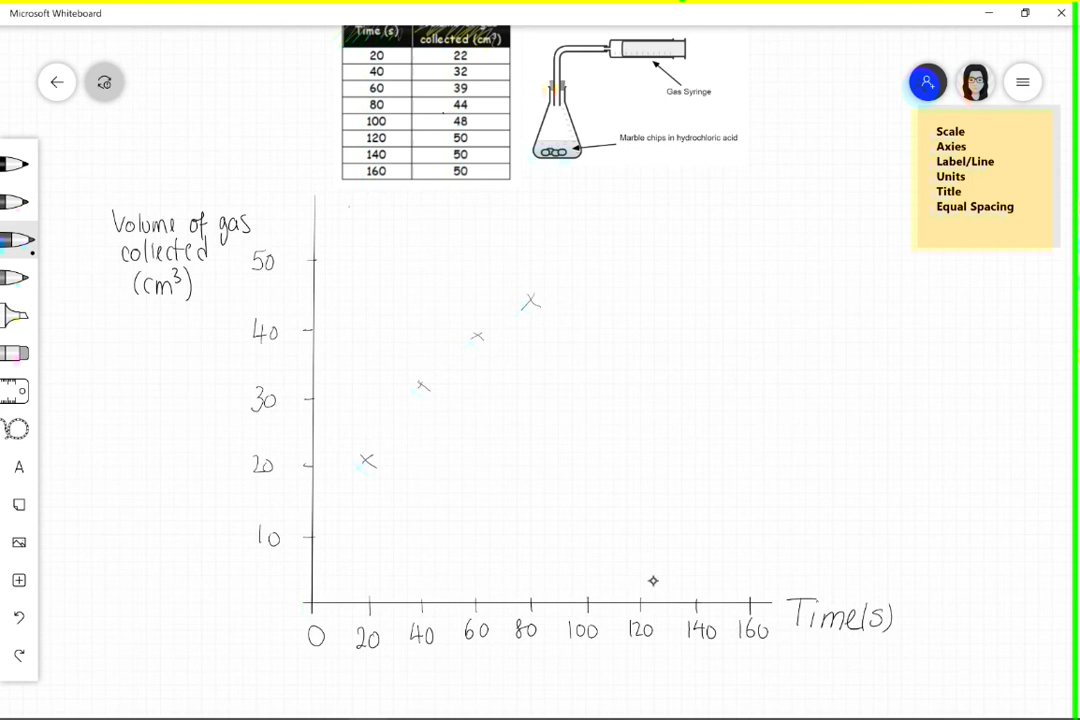 Microsoft Whiteboard
Time (s)
collected (cm³)
20 22
40 32
60 39
80 44
100 48
120 50
140 50
160 50
Gas Syringe
Marble chips in hydrochloric acid
Scale
Axies
Label/Line
Units
Title
Equal Spacing
Volume of gas
collected
(cm³)
50
40
30
20
10
0 20 40 60 80 100 120 140 160
Time(s)
A